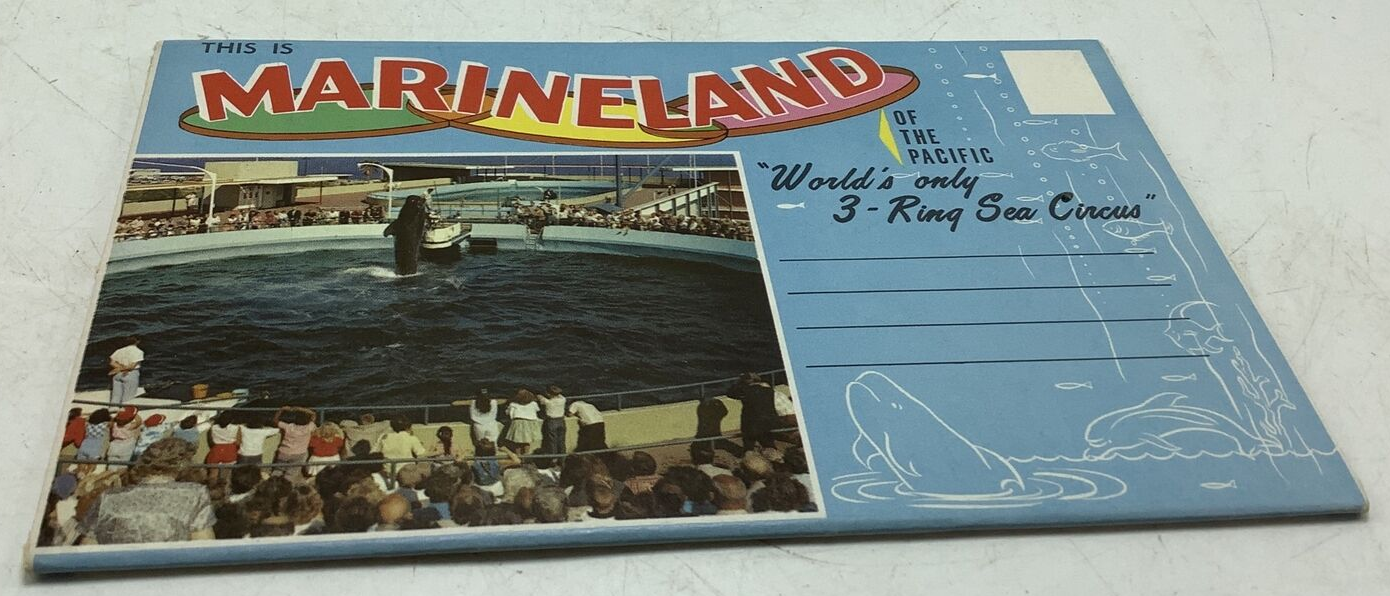 THIS IS
MARINELAND
OF
THE
PACIFIC
"World's only
3-Ring Sea Circus"